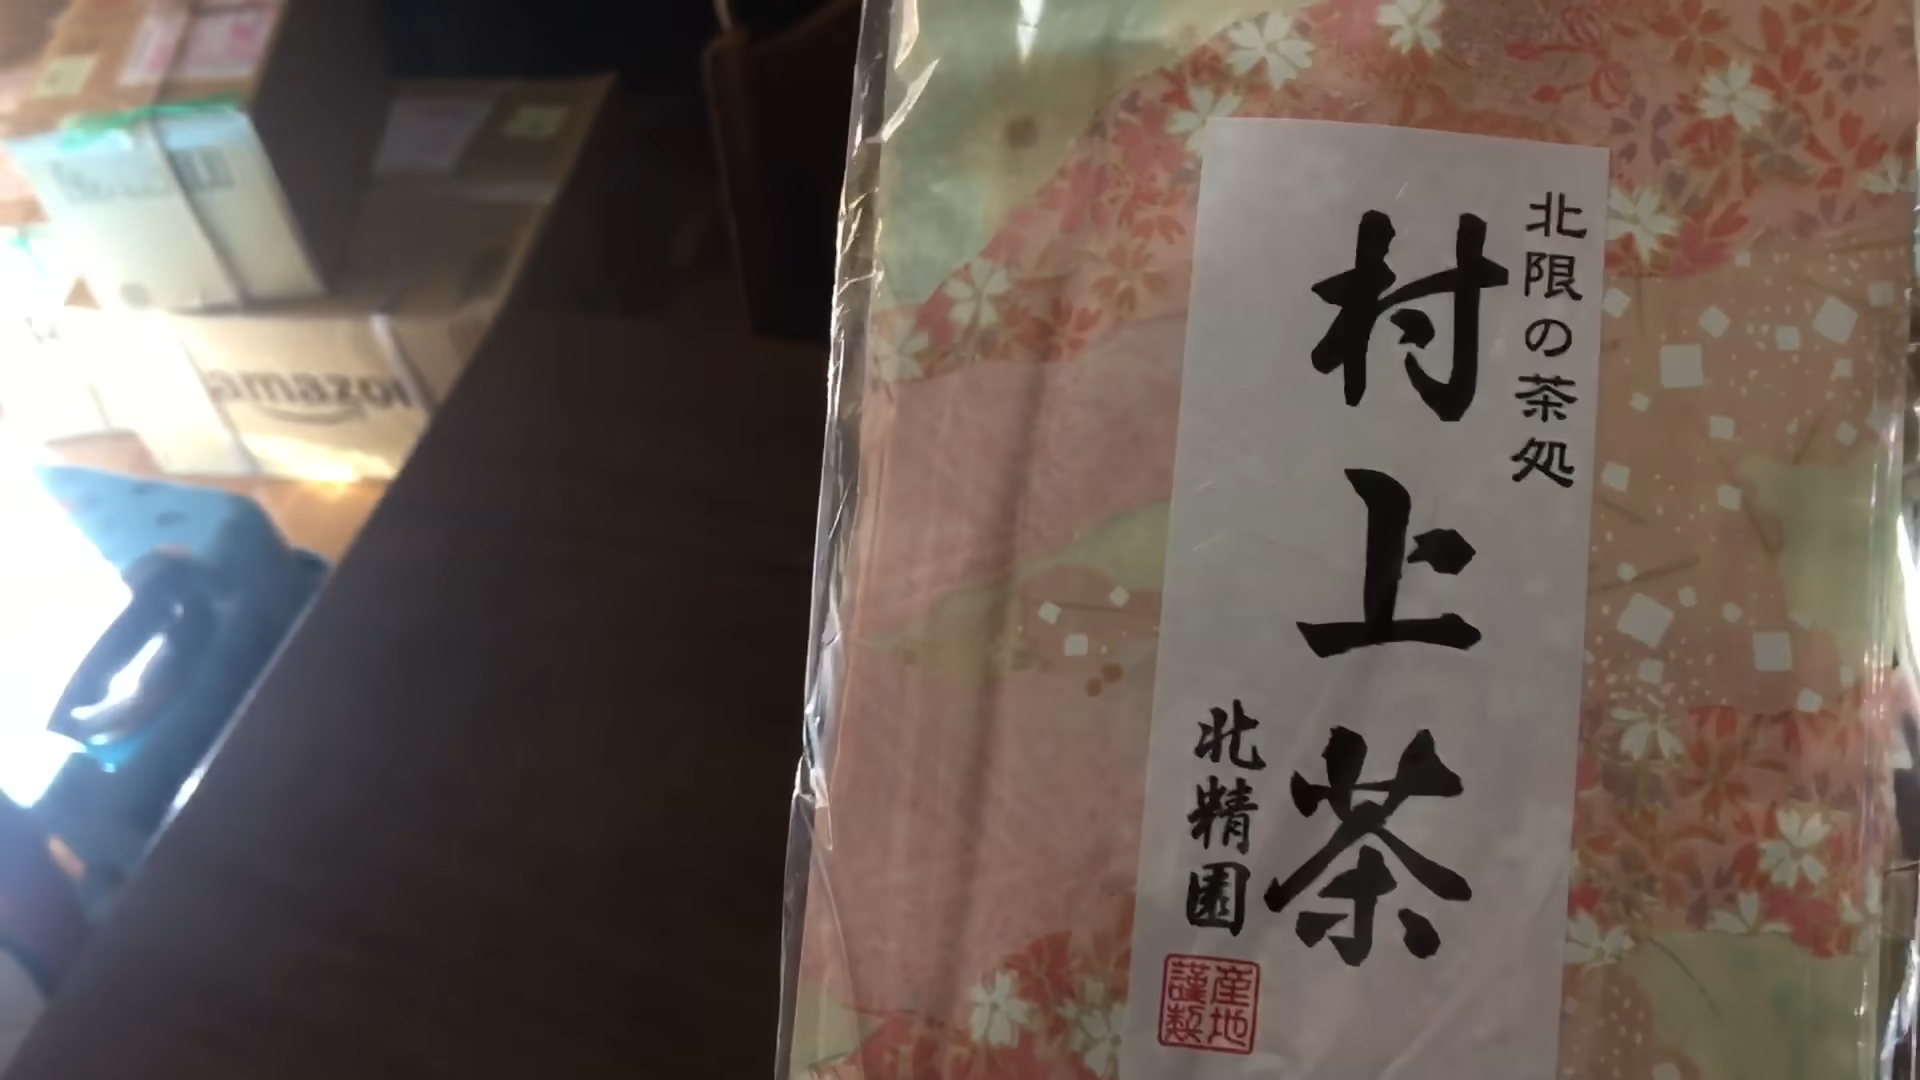 北限の茶処
村上茶
北精園
産地
謹製
amazon